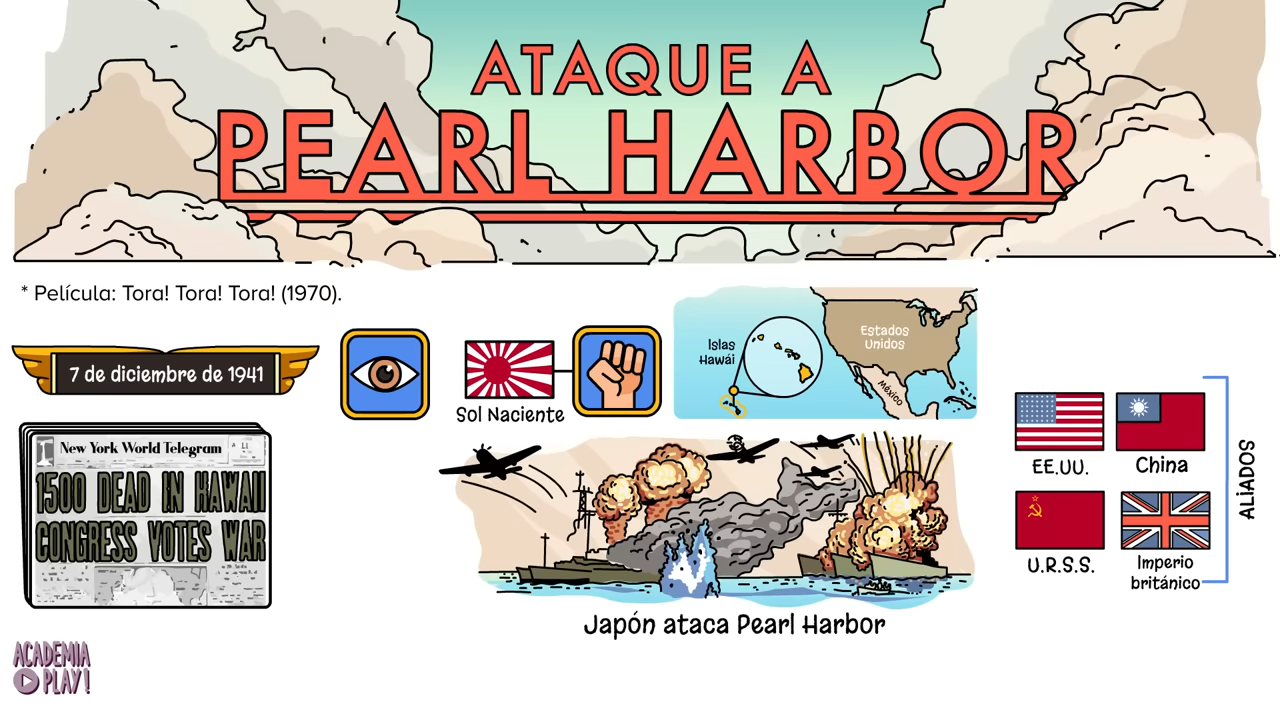 ATAQUE A
PEARL HARBOR
* Película: Tora! Tora! Tora! (1970).
7 de diciembre de 1941
Sol Naciente
Islas
Hawái
Estados
Unidos
México
New York World Telegram
1500 DEAD IN HAWAII
CONGRESS VOTES WAR
Japón ataca Pearl Harbor
EE.UU.
China
U.R.S.S.
Imperio
británico
ALIADOS
ACADEMIA
PLAY!